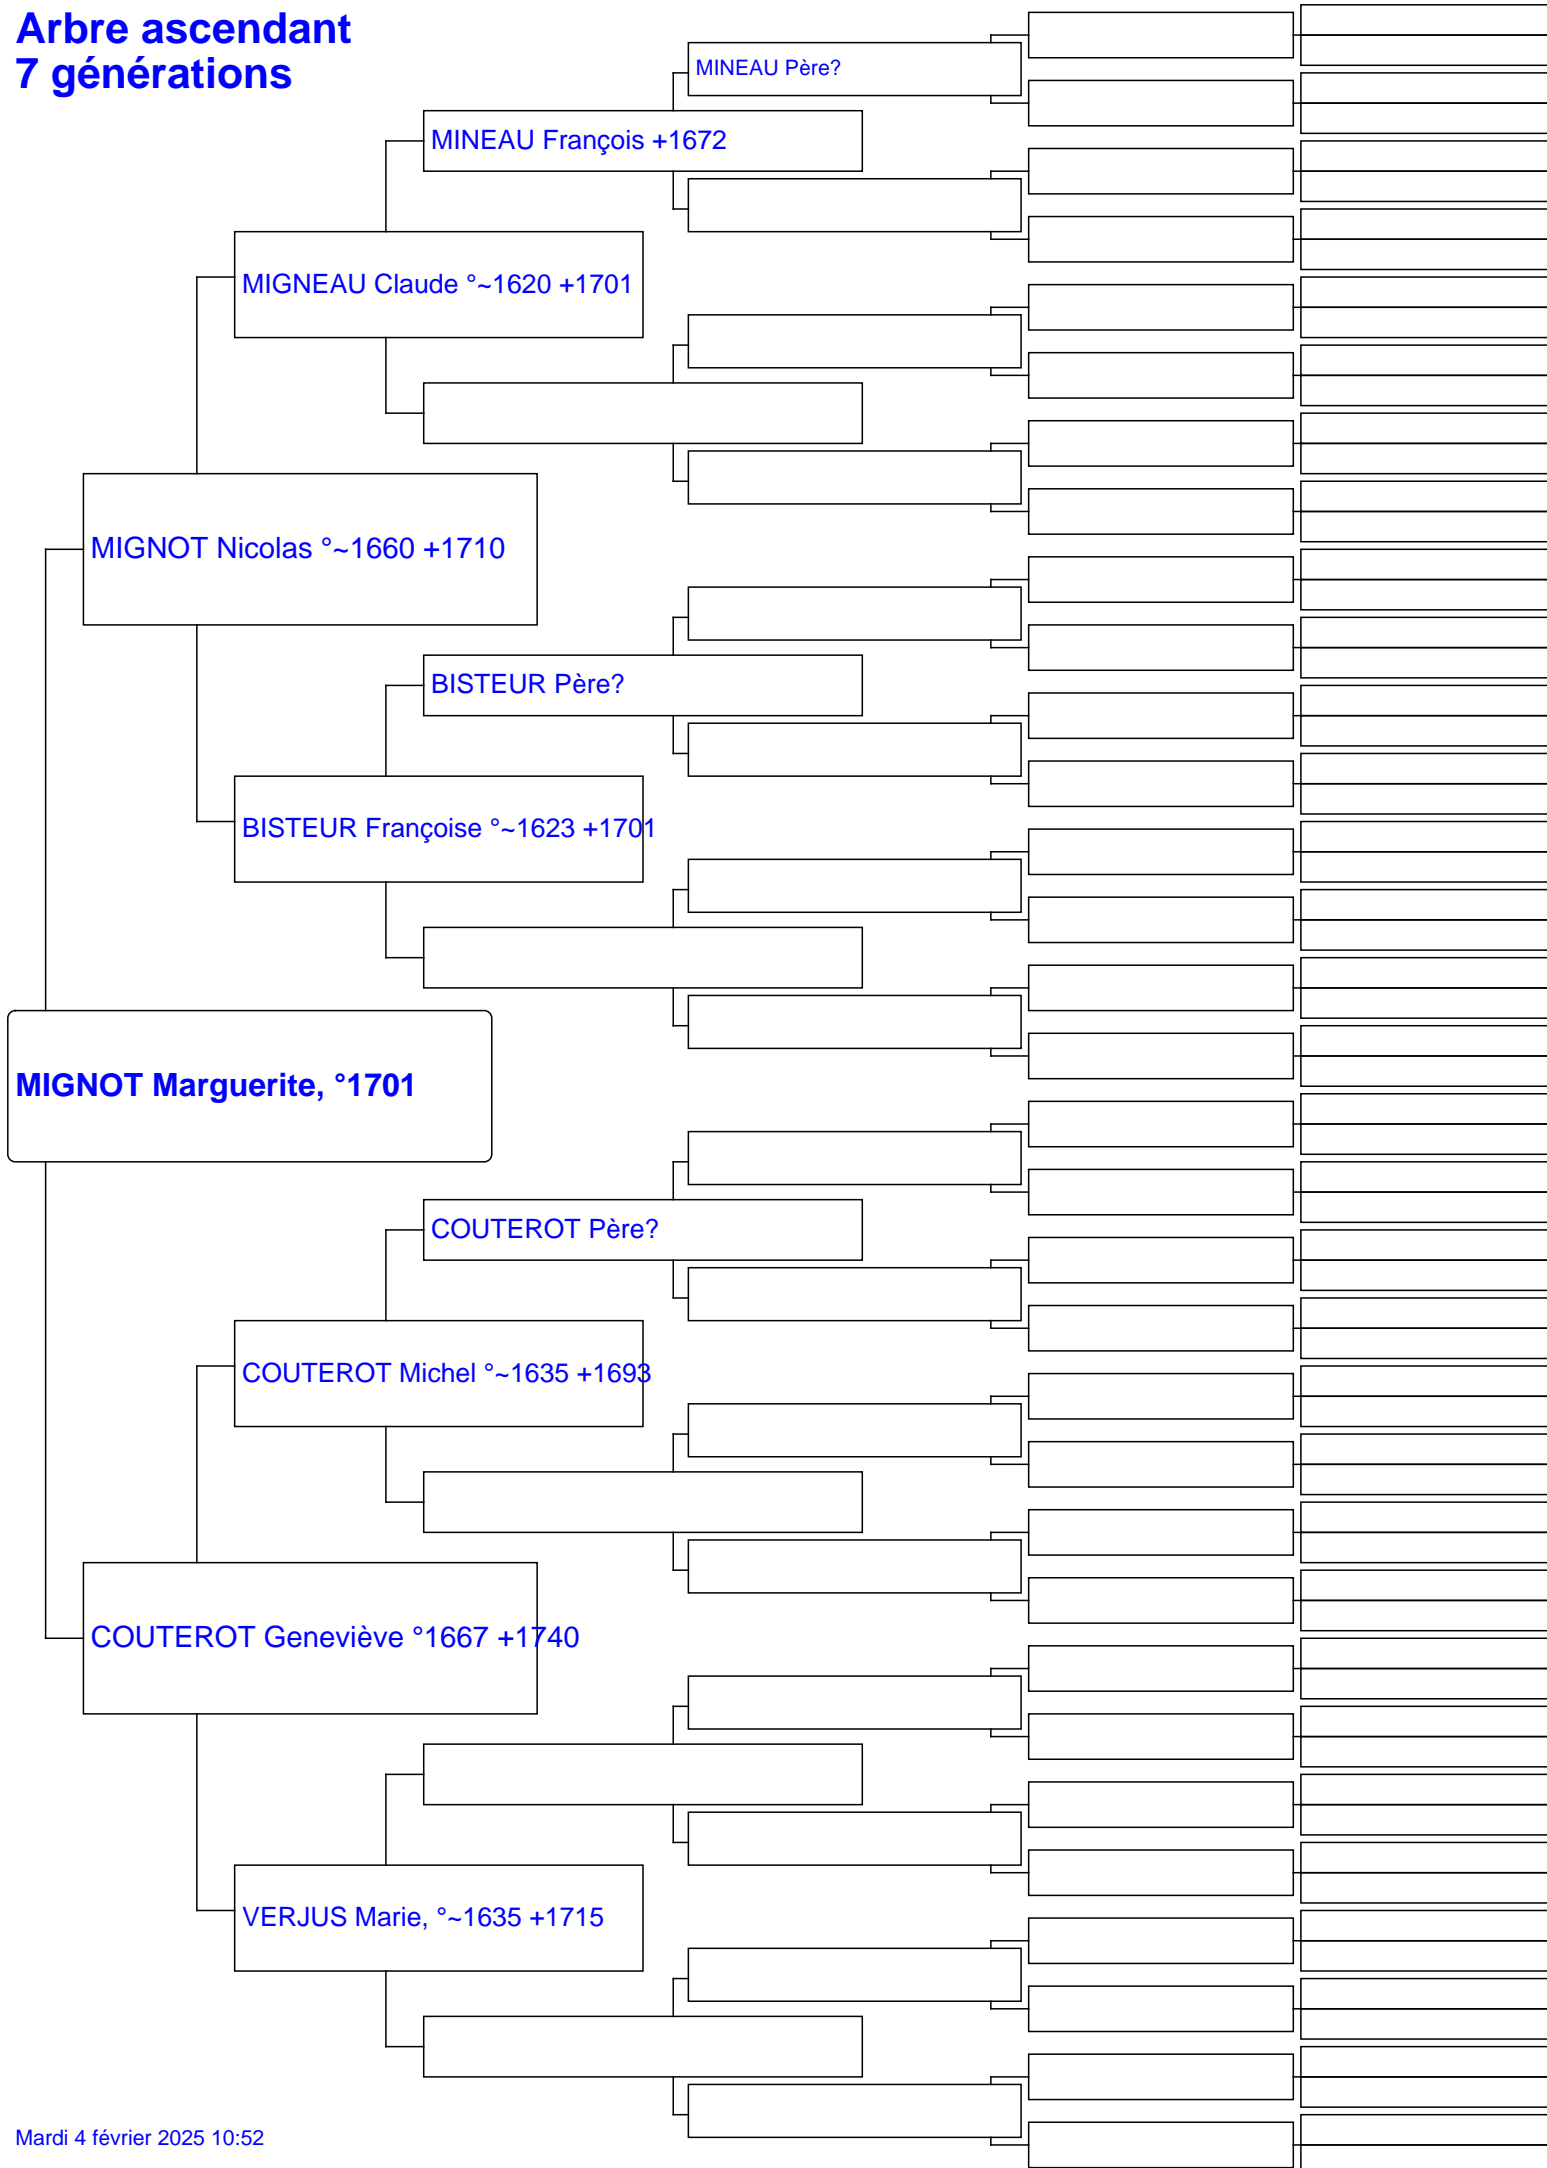 Arbre ascendant
7 générations
MINEAU Père?
MINEAU François +1672
MIGNEAU Claude °~1620 +1701
MIGNOT Nicolas °~1660 +1710
BISTEUR Père?
BISTEUR Françoise °~1623 +1701
MIGNOT Marguerite, °1701
COUTEROT Père?
COUTEROT Michel °~1635 +1693
COUTEROT Geneviève °1667 +1740
VERJUS Marie, °~1635 +1715
Mardi 4 février 2025 10:52